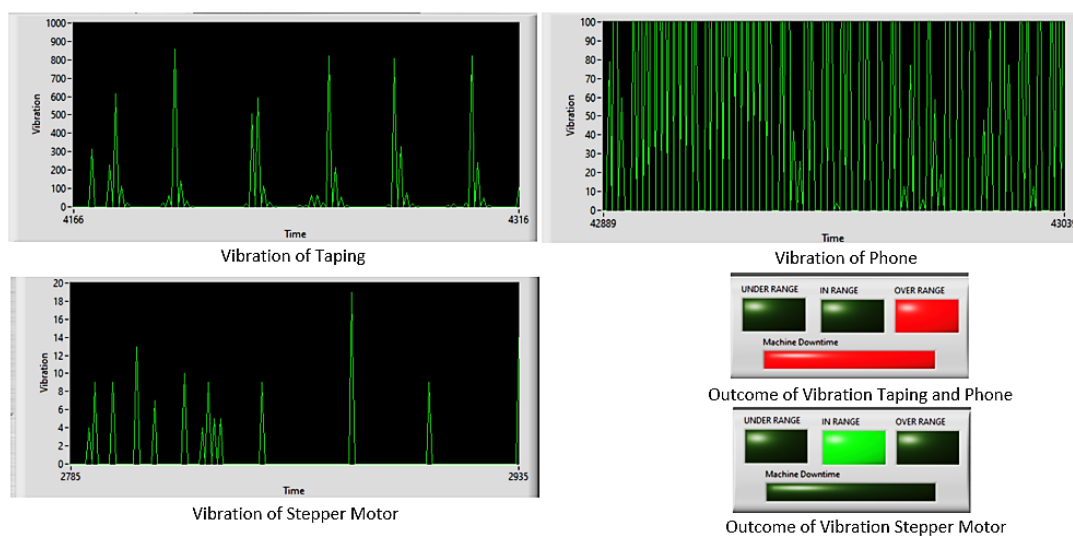 1000
900
800
700
600
500
400
300
200
100
0
Vibration
4166
4316
Time
Vibration of Taping
100
90
80
70
60
50
40
30
20
10
0
Vibration
42889
43039
Time
Vibration of Phone
20
18
16
14
12
10
8
6
4
2
0
Vibration
2785
2935
Time
Vibration of Stepper Motor
UNDER RANGE IN RANGE OVER RANGE
Machine Downtime
Outcome of Vibration Taping and Phone
UNDER RANGE IN RANGE OVER RANGE
Machine Downtime
Outcome of Vibration Stepper Motor